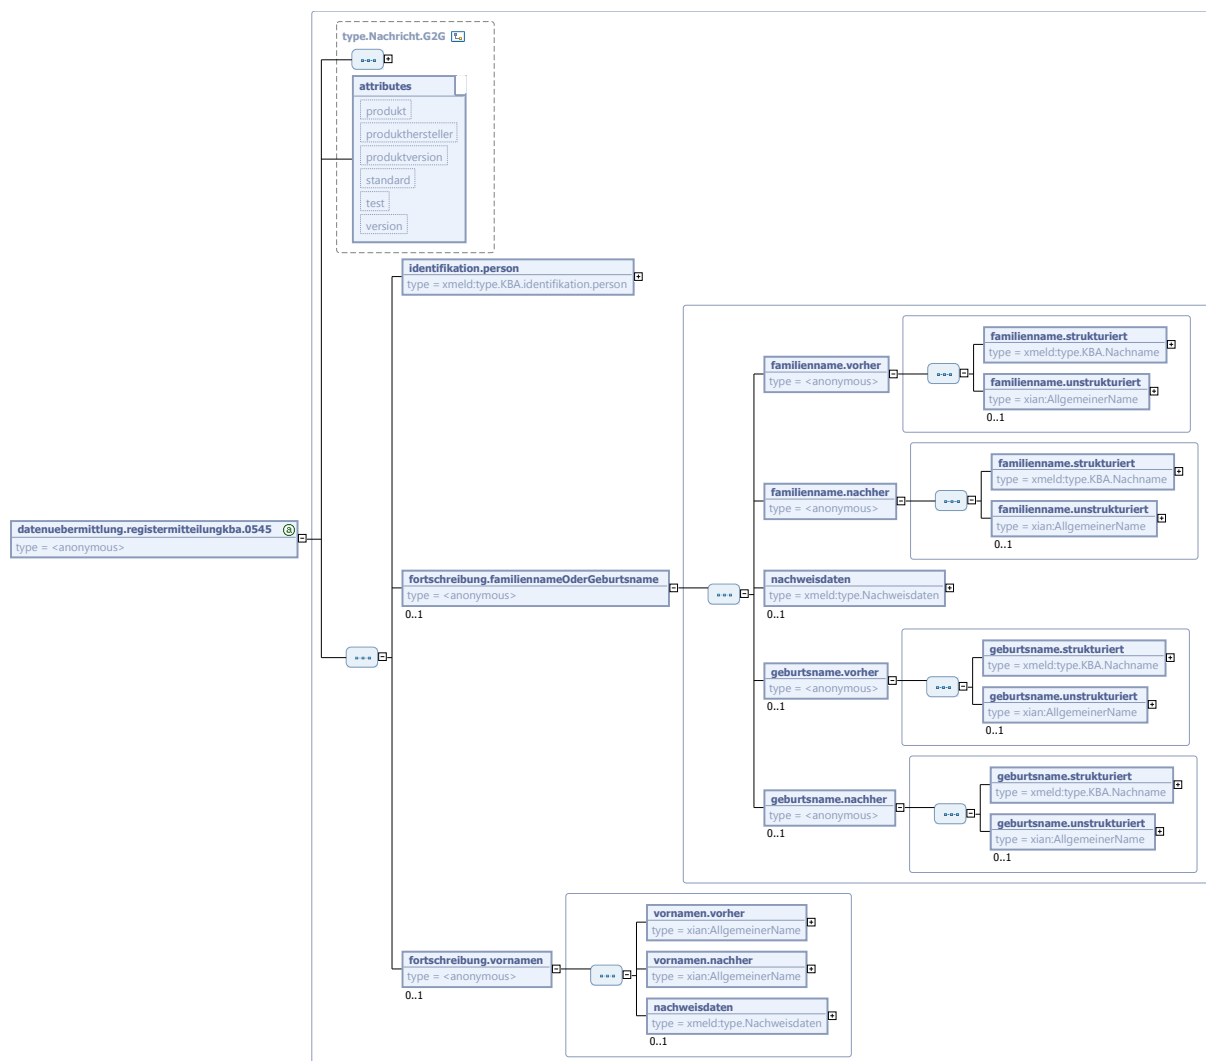 type.Nachricht.G2G
attributes
produkt
produkthersteller
produktversion
standard
test
version
identifikation.person
type = xmeld:type.KBA.identifikation.person
datenuebermittlung.registermitteilungkba.0545 a
type = <anonymous>
fortschreibung.familiennameOderGeburtsname
type = <anonymous>
0..1
familienname.vorher
type = <anonymous>
familienname.strukturiert
type = xmeld:type.KBA.Nachname
familienname.unstrukturiert
type = xian:AllgemeinerName
0..1
familienname.nachher
type = <anonymous>
familienname.strukturiert
type = xmeld:type.KBA.Nachname
familienname.unstrukturiert
type = xian:AllgemeinerName
0..1
nachweisdaten
type = xmeld:type.Nachweisdaten
0..1
geburtsname.vorher
type = <anonymous>
0..1
geburtsname.strukturiert
type = xmeld:type.KBA.Nachname
geburtsname.unstrukturiert
type = xian:AllgemeinerName
0..1
geburtsname.nachher
type = <anonymous>
0..1
geburtsname.strukturiert
type = xmeld:type.KBA.Nachname
geburtsname.unstrukturiert
type = xian:AllgemeinerName
0..1
fortschreibung.vornamen
type = <anonymous>
0..1
vornamen.vorher
type = xian:AllgemeinerName
vornamen.nachher
type = xian:AllgemeinerName
nachweisdaten
type = xmeld:type.Nachweisdaten
0..1